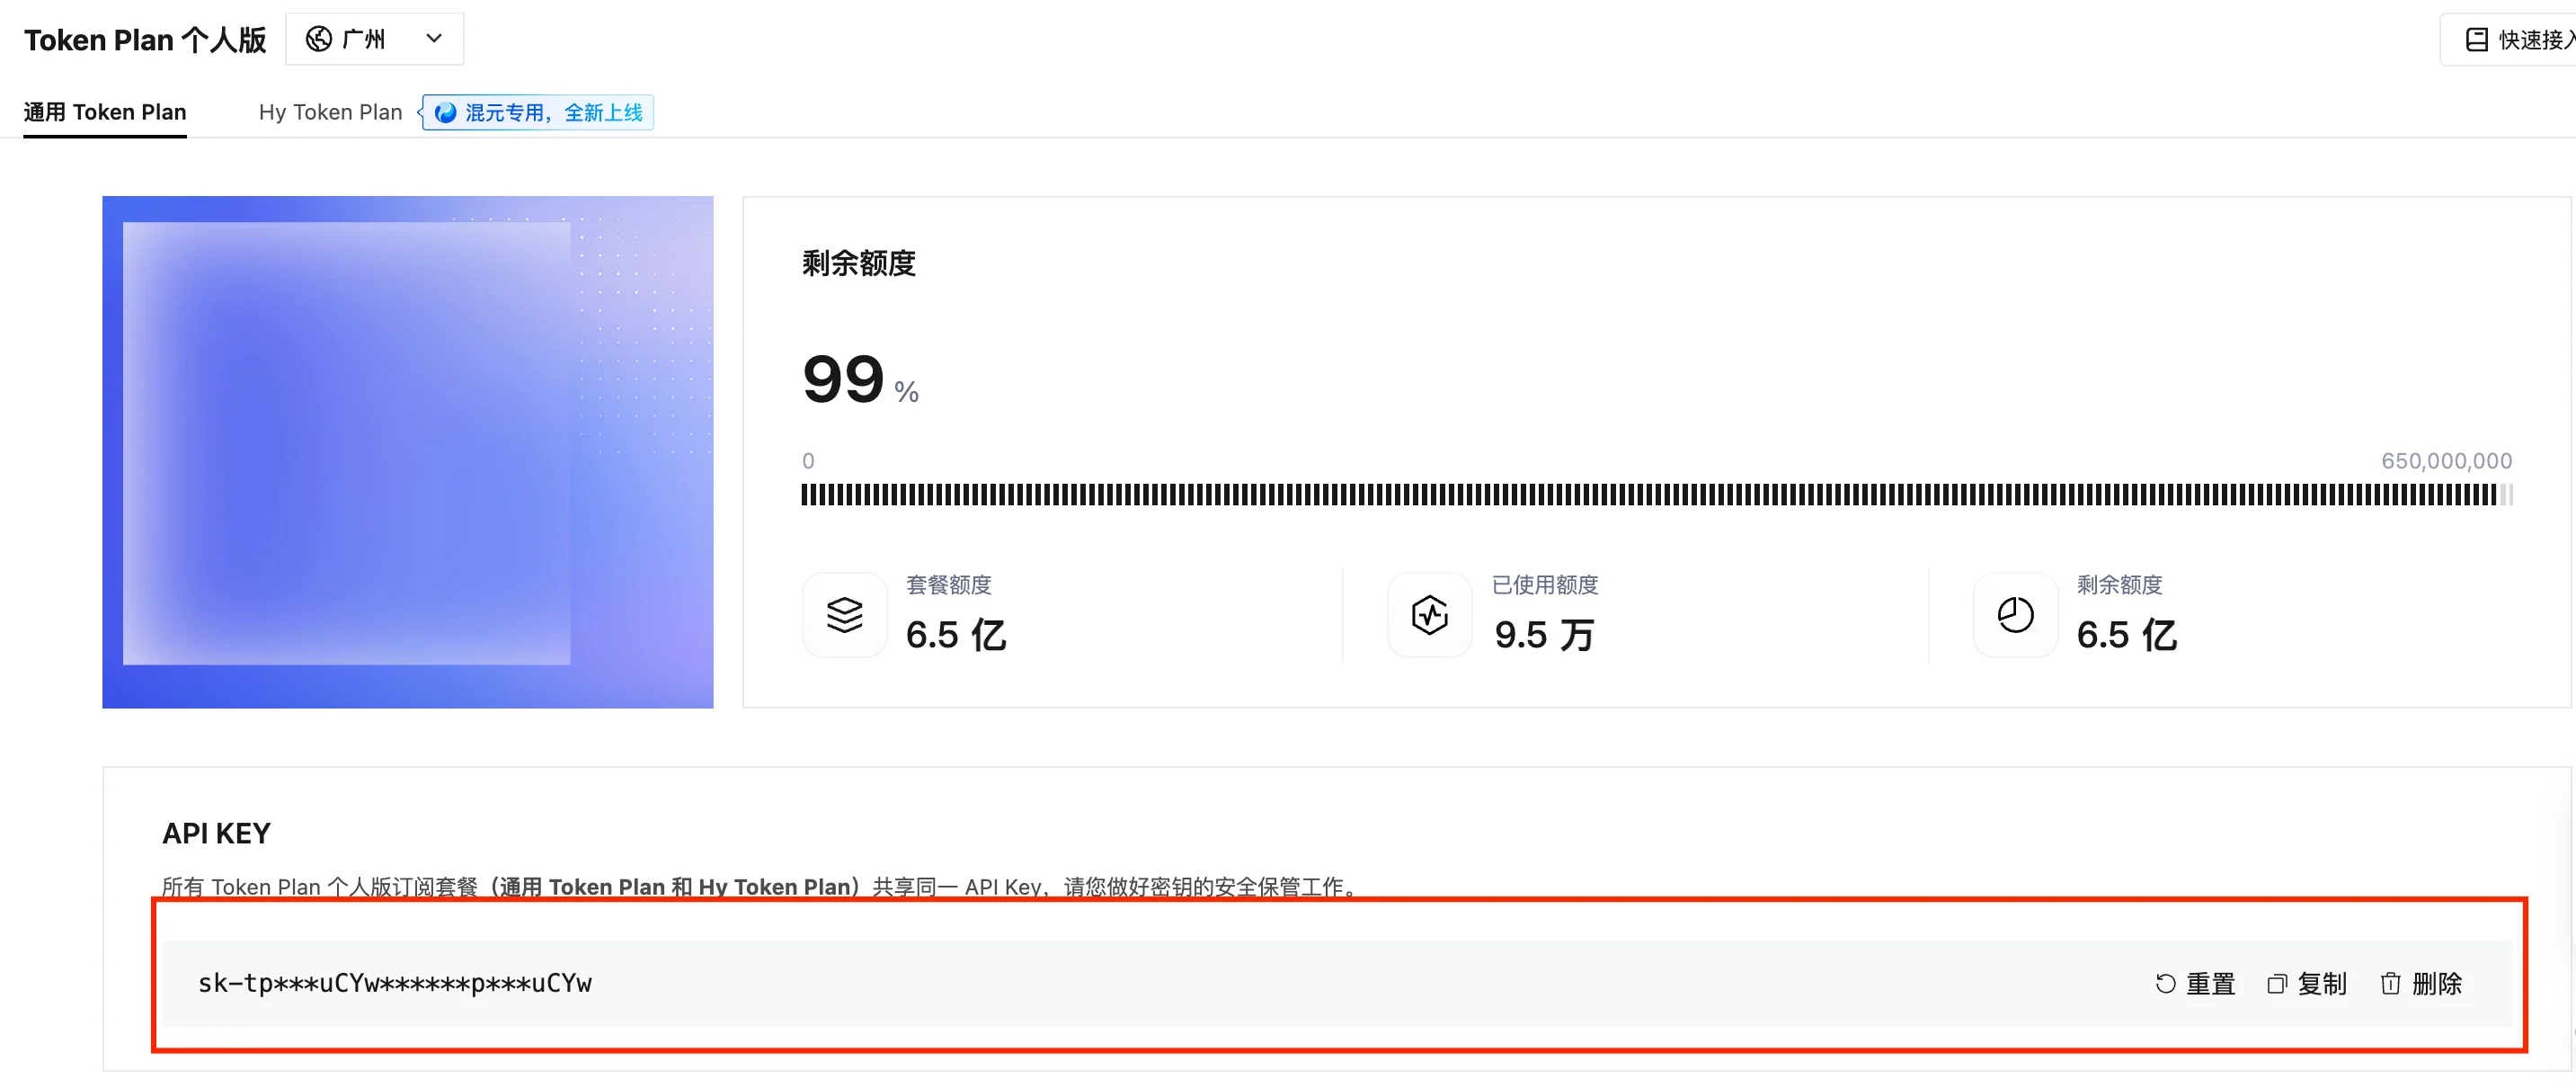 Token Plan 个人版
广州
快速接入
通用 Token Plan
Hy Token Plan
混元专用，全新上线
剩余额度
99 %
0
650,000,000
套餐额度
6.5 亿
已使用额度
9.5 万
剩余额度
6.5 亿
API KEY
所有 Token Plan 个人版订阅套餐（通用 Token Plan 和 Hy Token Plan）共享同一 API Key，请您做好密钥的安全保管工作。
sk-tp***uCYw******p***uCYw
重置
复制
删除